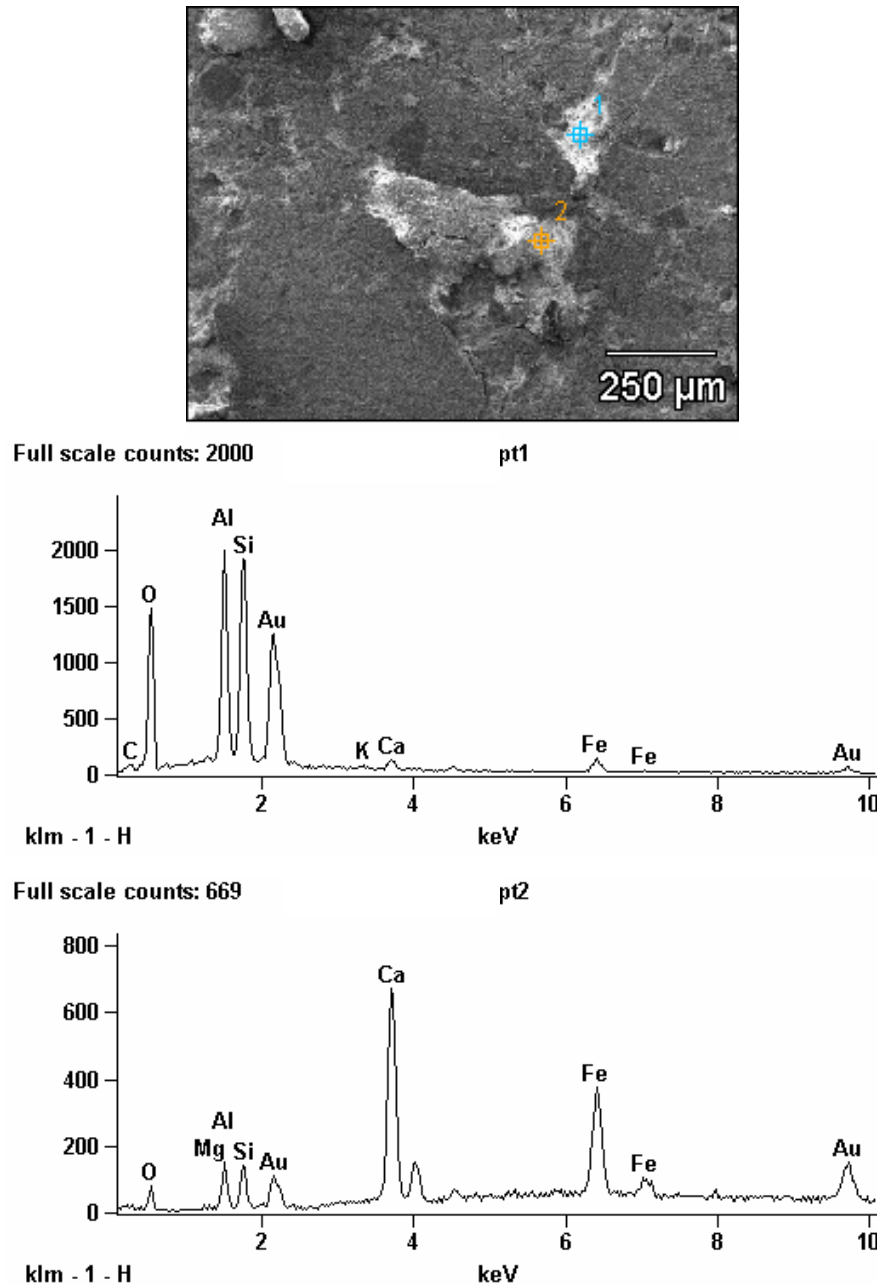 1
2
250 µm
Full scale counts: 2000 pt1
Al
2000 Si
1500 O
Au
1000
500
C K Ca Fe Fe Au
0
2 4 6 8 10
klm - 1 - H keV
Full scale counts: 669 pt2
800
Ca
600
Fe
400
Al
200 Mg Si Au Fe Au
O
0
2 4 6 8 10
klm - 1 - H keV